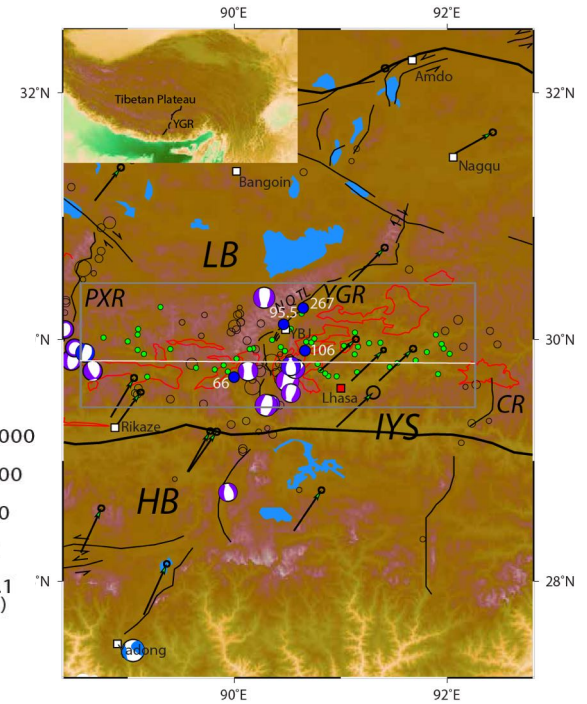 90˚E
92˚E
32˚N
32˚N
Tibetan Plateau
YGR
Amdo
Nagqu
Bangoin
LB
PXR
NQTL
YGR
267
95.5
YBJ
˚N
30˚N
106
66
Lhasa
CR
000
Rikaze
IYS
00
0
HB
.1
)
˚N
28˚N
Yadong
90˚E
92˚E